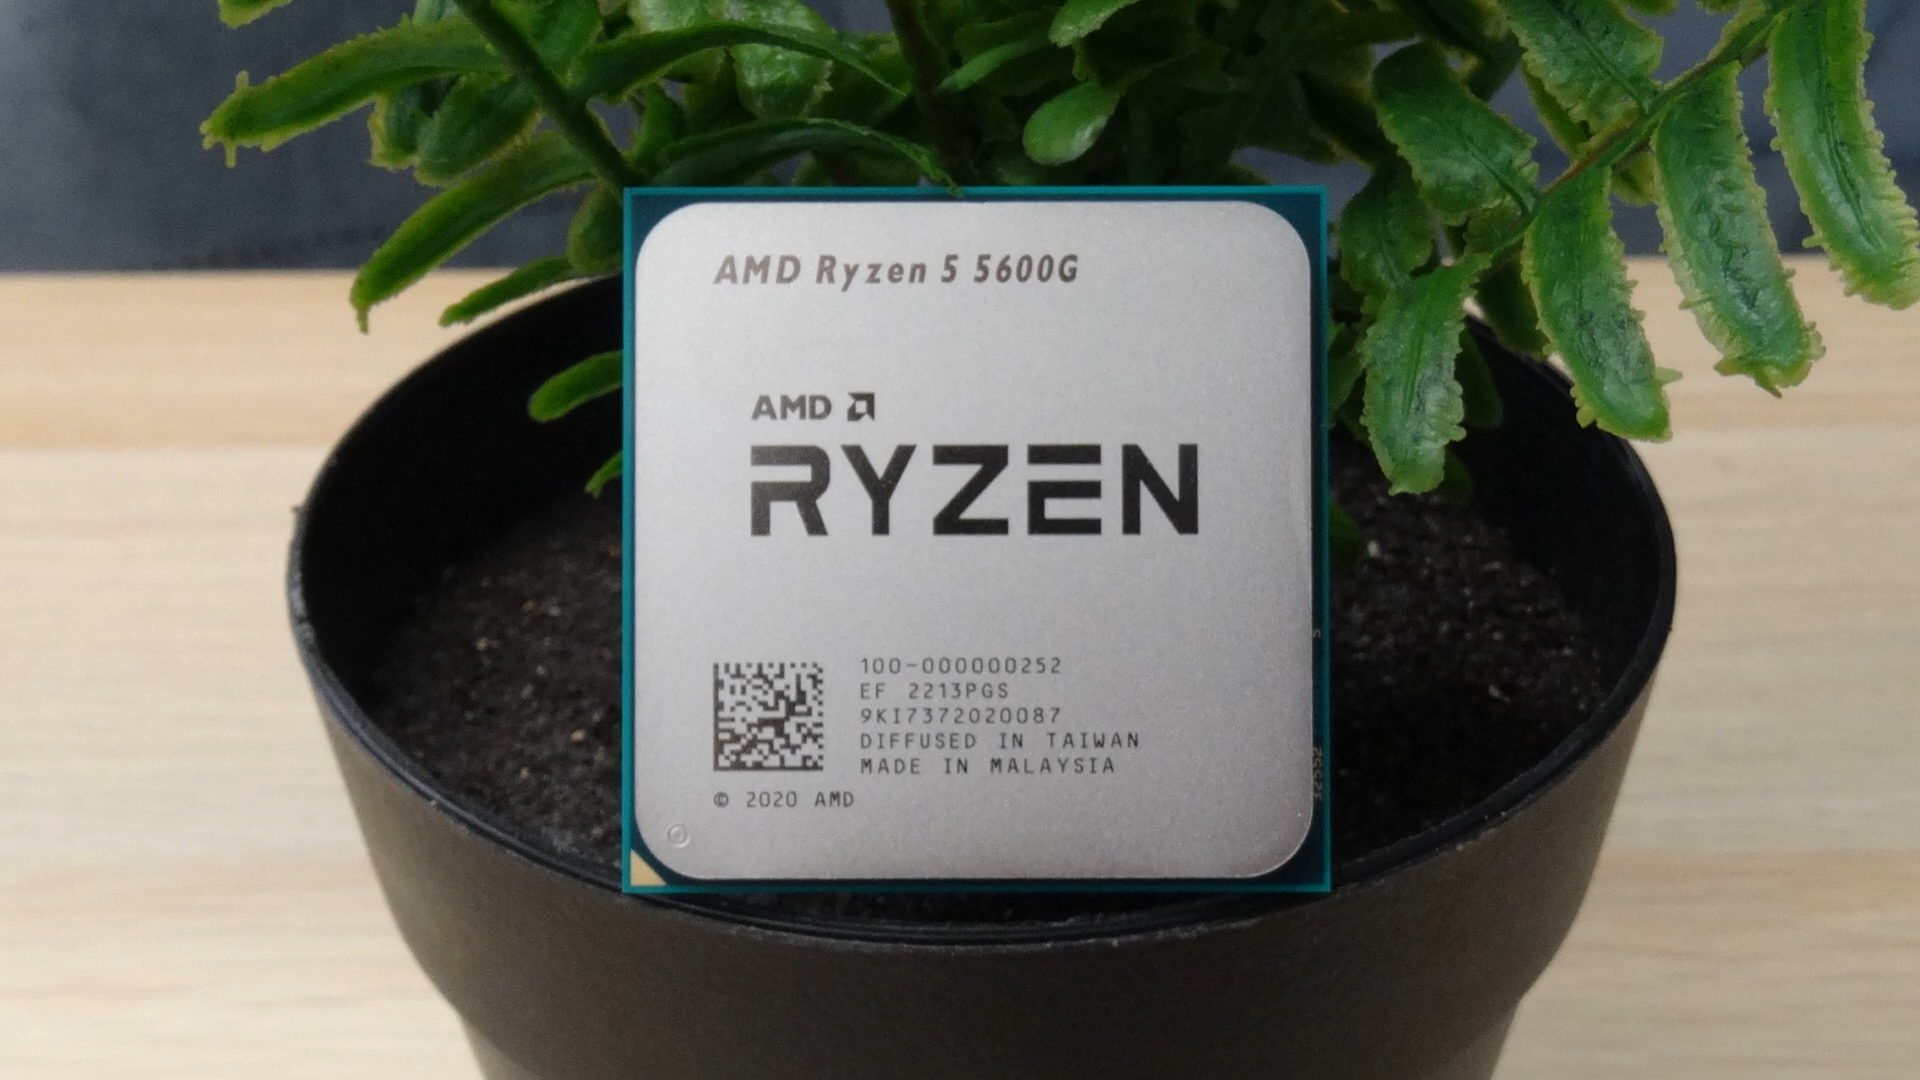 AMD Ryzen 5 5600G
AMD
RYZEN
100-000000252
EF 2213PGS
9KI7372020087
DIFFUSED IN TAIWAN
MADE IN MALAYSIA
© 2020 AMD